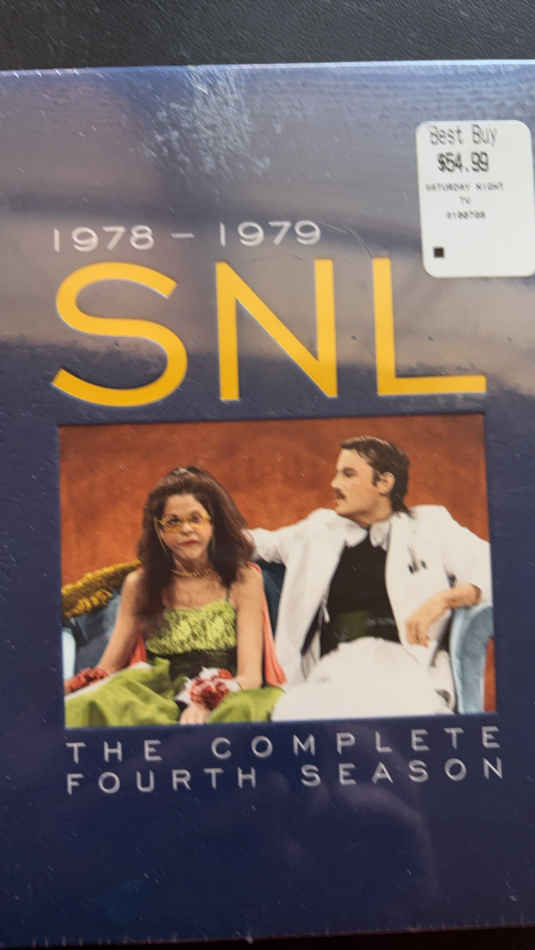 Best Buy
$54.99
SATURDAY NIGHT
TV
1978 - 1979
SNL
THE COMPLETE
FOURTH SEASON